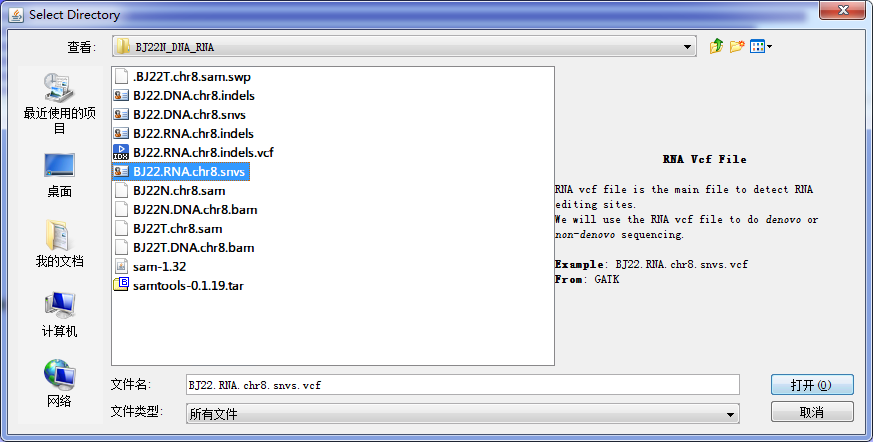 Select Directory
查看:
BJ22N_DNA_RNA
最近使用的项
目
桌面
我的文档
计算机
网络
.BJ22T.chr8.sam.swp
BJ22.DNA.chr8.indels
BJ22.DNA.chr8.snvs
BJ22.RNA.chr8.indels
BJ22.RNA.chr8.indels.vcf
BJ22.RNA.chr8.snvs
BJ22N.chr8.sam
BJ22N.DNA.chr8.bam
BJ22T.chr8.sam
BJ22T.DNA.chr8.bam
sam-1.32
samtools-0.1.19.tar
RNA Vcf File
RNA vcf file is the main file to detect RNA
editing sites.
We will use the RNA vcf file to do denovo or
non-denovo sequencing.
Example: BJ22.RNA.chr8.snvs.vcf
From: GATK
文件名:
BJ22.RNA.chr8.snvs.vcf
打开(O)
文件类型:
所有文件
取消